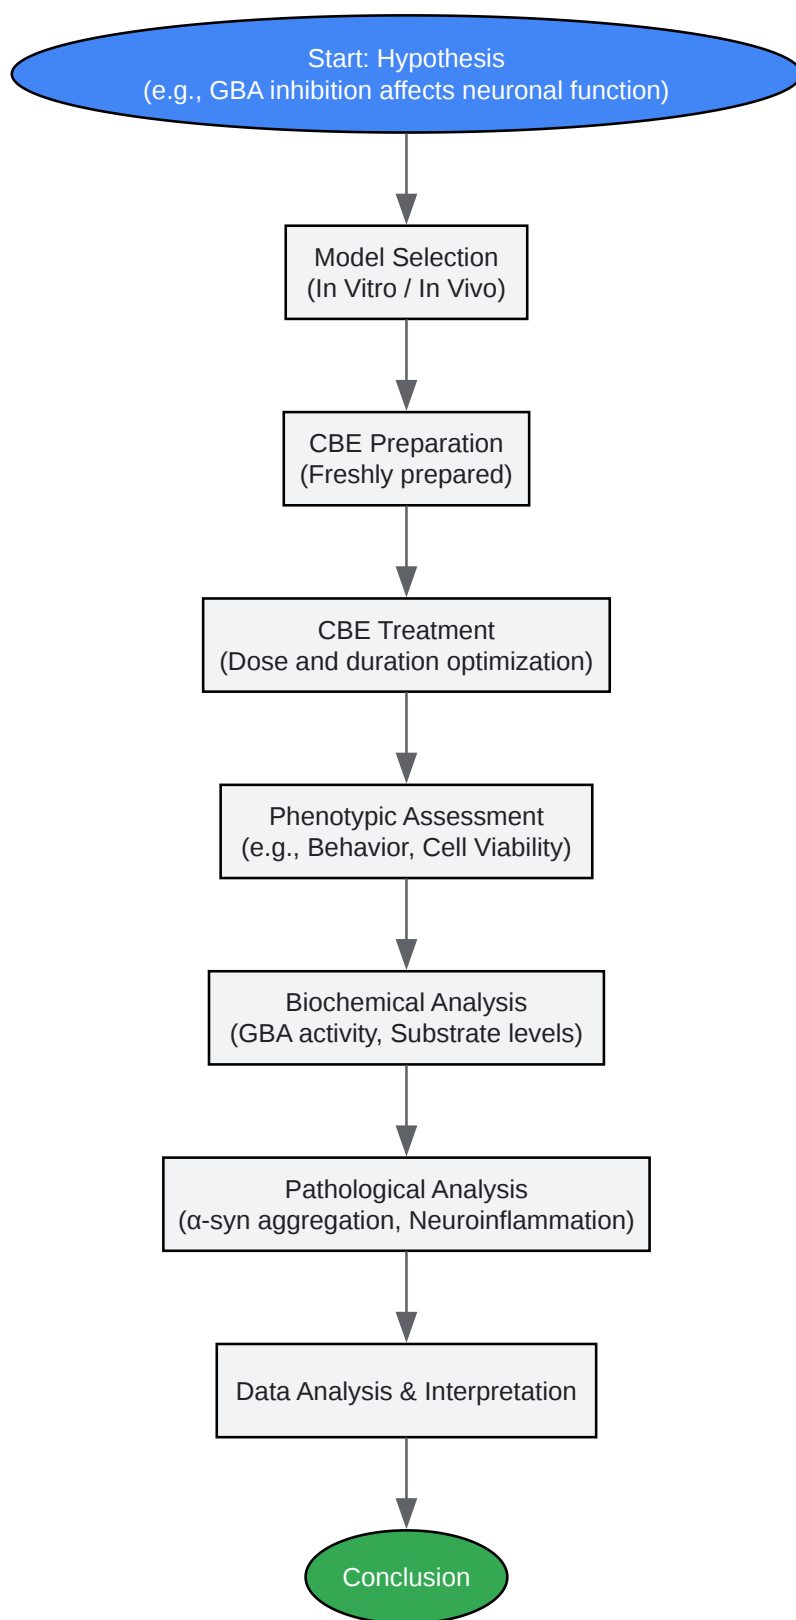 Start: Hypothesis
(e.g., GBA inhibition affects neuronal function)
Model Selection
(In Vitro / In Vivo)
CBE Preparation
(Freshly prepared)
CBE Treatment
(Dose and duration optimization)
Phenotypic Assessment
(e.g., Behavior, Cell Viability)
Biochemical Analysis
(GBA activity, Substrate levels)
Pathological Analysis
(α-syn aggregation, Neuroinflammation)
Data Analysis & Interpretation
Conclusion